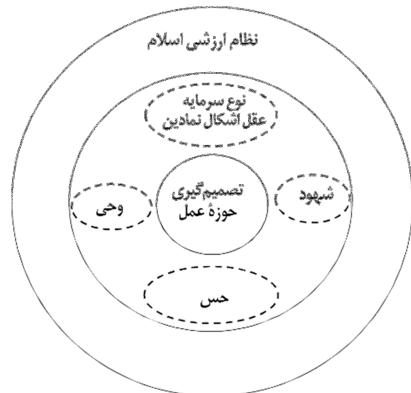 نظام ارزشی اسلام
نوع سرمایه
عقل اشکال نمادین
شهود
تصمیم‌گیری
حوزهٔ عمل
وحی
حس